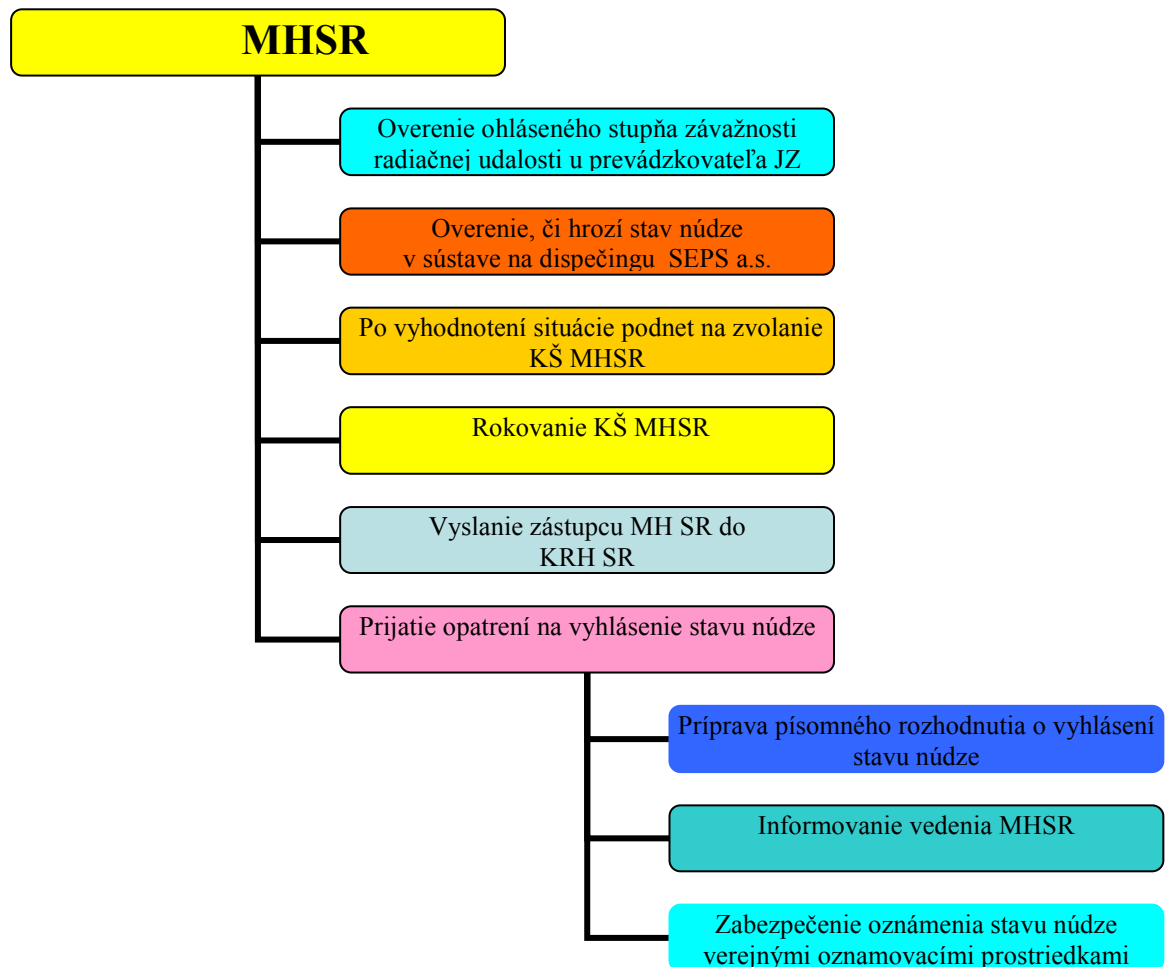 MHSR
Overenie ohláseného stupňa závažnosti
radiačnej udalosti u prevádzkovateľa JZ
Overenie, či hrozí stav núdze
v sústave na dispečingu SEPS a.s.
Po vyhodnotení situácie podnet na zvolanie
KŠ MHSR
Rokovanie KŠ MHSR
Vyslanie zástupcu MH SR do
KRH SR
Prijatie opatrení na vyhlásenie stavu núdze
Príprava písomného rozhodnutia o vyhlásení
stavu núdze
Informovanie vedenia MHSR
Zabezpečenie oznámenia stavu núdze
verejnými oznamovacími prostriedkami